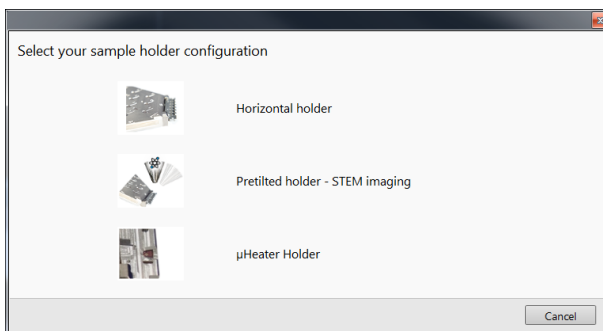 Select your sample holder configuration
Horizontal holder
Pretilted holder - STEM imaging
µHeater Holder
Cancel